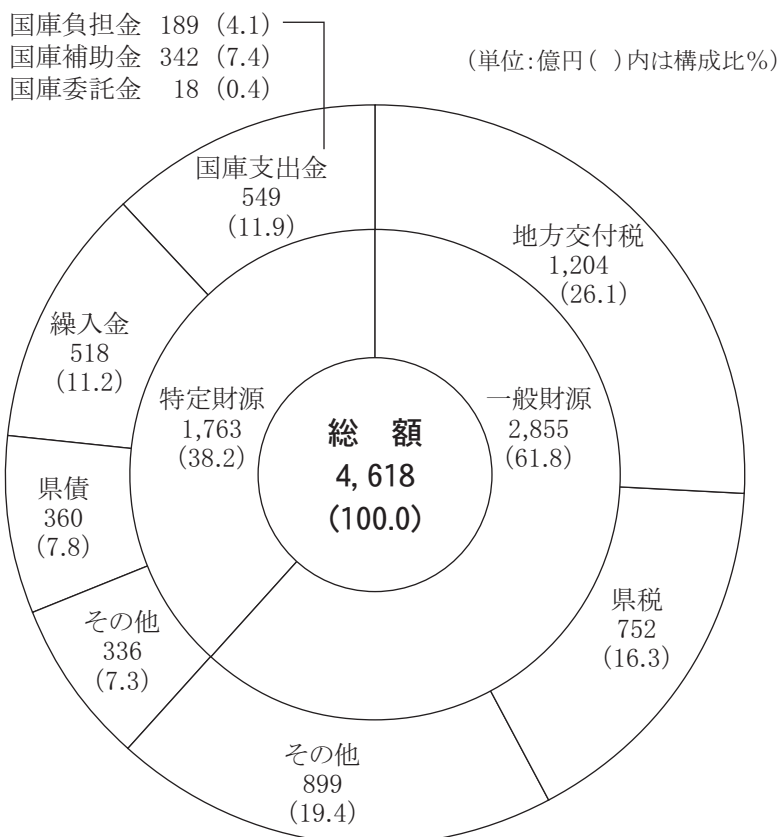 国庫負担金 189 (4.1)
国庫補助金 342 (7.4)
国庫委託金 18 (0.4)
(単位:億円( )内は構成比%)
国庫支出金
549
(11.9)
地方交付税
1,204
(26.1)
繰入金
518
(11.2)
特定財源
1,763
(38.2)
一般財源
2,855
(61.8)
総 額
4,618
(100.0)
県債
360
(7.8)
県税
752
(16.3)
その他
336
(7.3)
その他
899
(19.4)